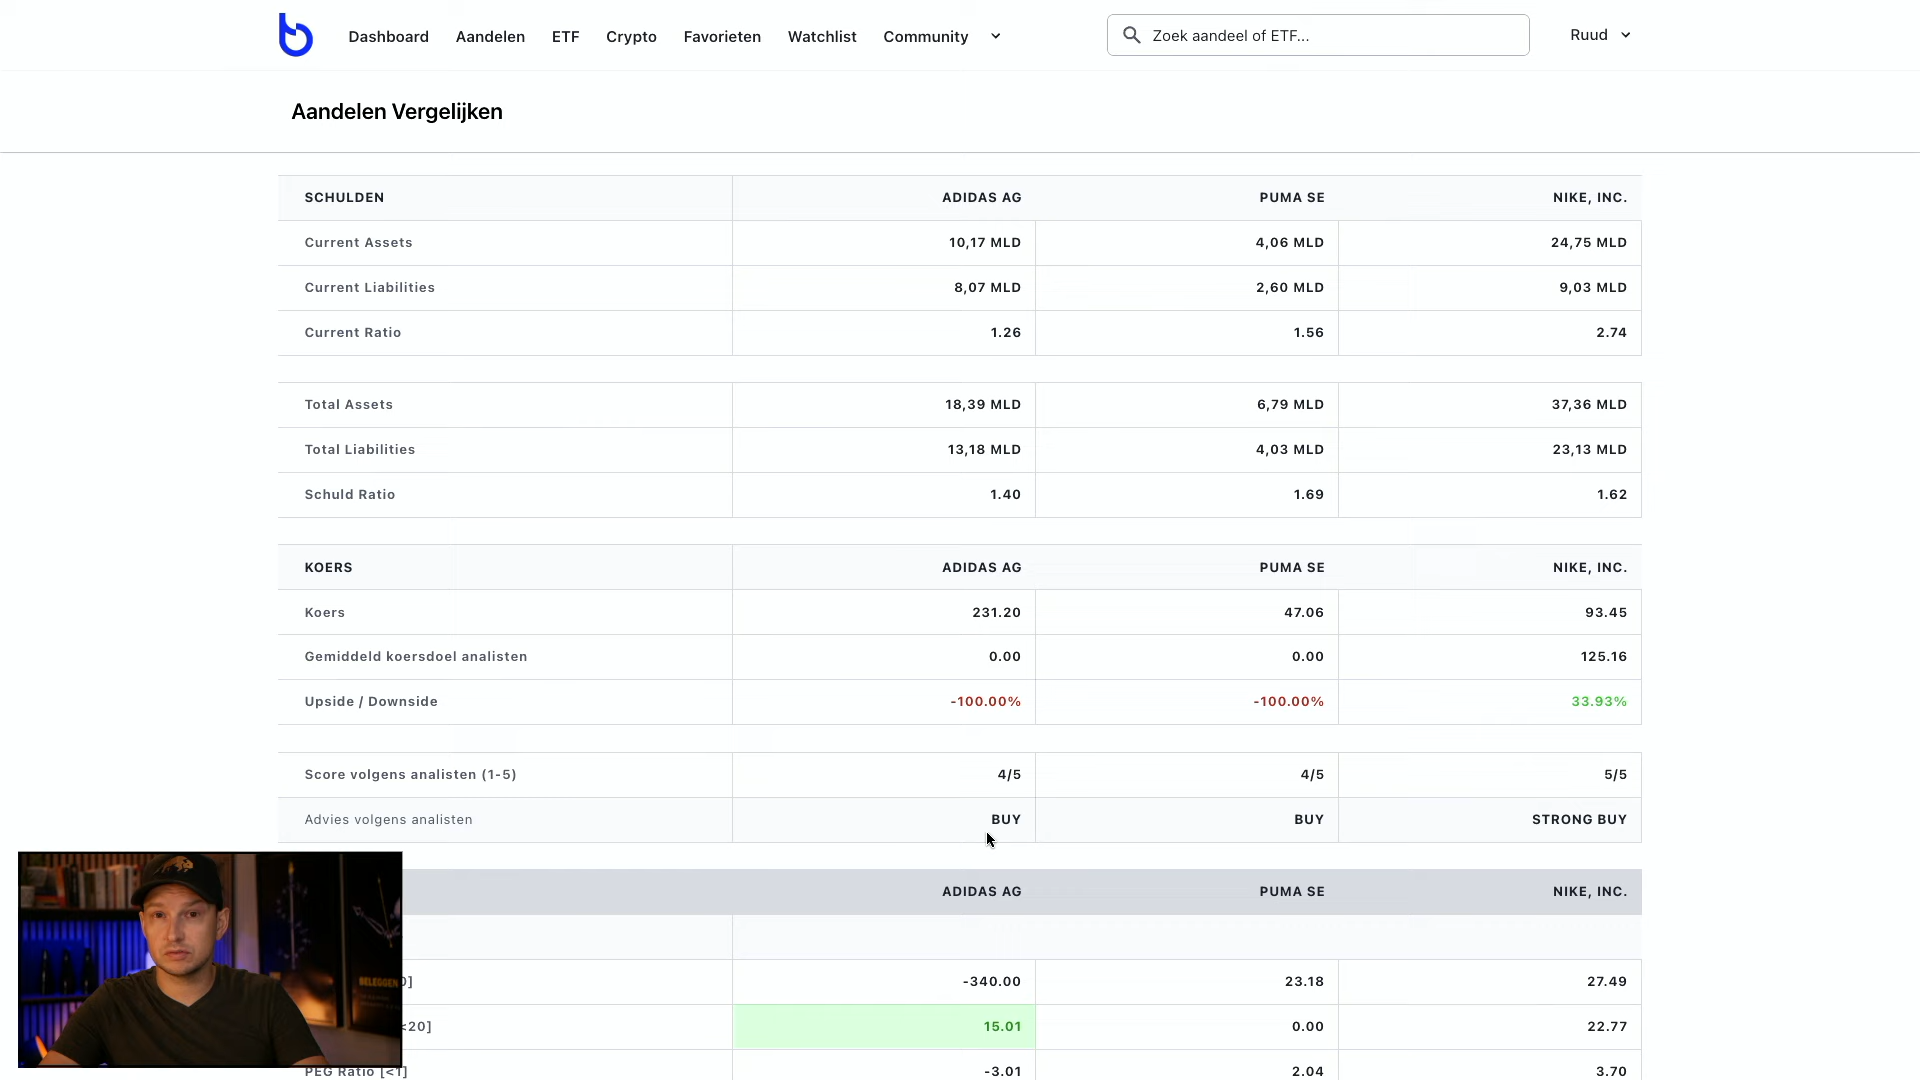 Dashboard Aandelen ETF Crypto Favorieten Watchlist Community Zoek aandeel of ETF... Ruud
Aandelen Vergelijken
SCHULDEN ADIDAS AG PUMA SE NIKE, INC.
Current Assets 10,17 MLD 4,06 MLD 24,75 MLD
Current Liabilities 8,07 MLD 2,60 MLD 9,03 MLD
Current Ratio 1.26 1.56 2.74
Total Assets 18,39 MLD 6,79 MLD 37,36 MLD
Total Liabilities 13,18 MLD 4,03 MLD 23,13 MLD
Schuld Ratio 1.40 1.69 1.62
KOERS ADIDAS AG PUMA SE NIKE, INC.
Koers 231.20 47.06 93.45
Gemiddeld koersdoel analisten 0.00 0.00 125.16
Upside / Downside -100.00% -100.00% 33.93%
Score volgens analisten (1-5) 4/5 4/5 5/5
Advies volgens analisten BUY BUY STRONG BUY
ADIDAS AG PUMA SE NIKE, INC.
0] -340.00 23.18 27.49
<20] 15.01 0.00 22.77
PEG Ratio [<1] -3.01 2.04 3.70
BELEGGEN